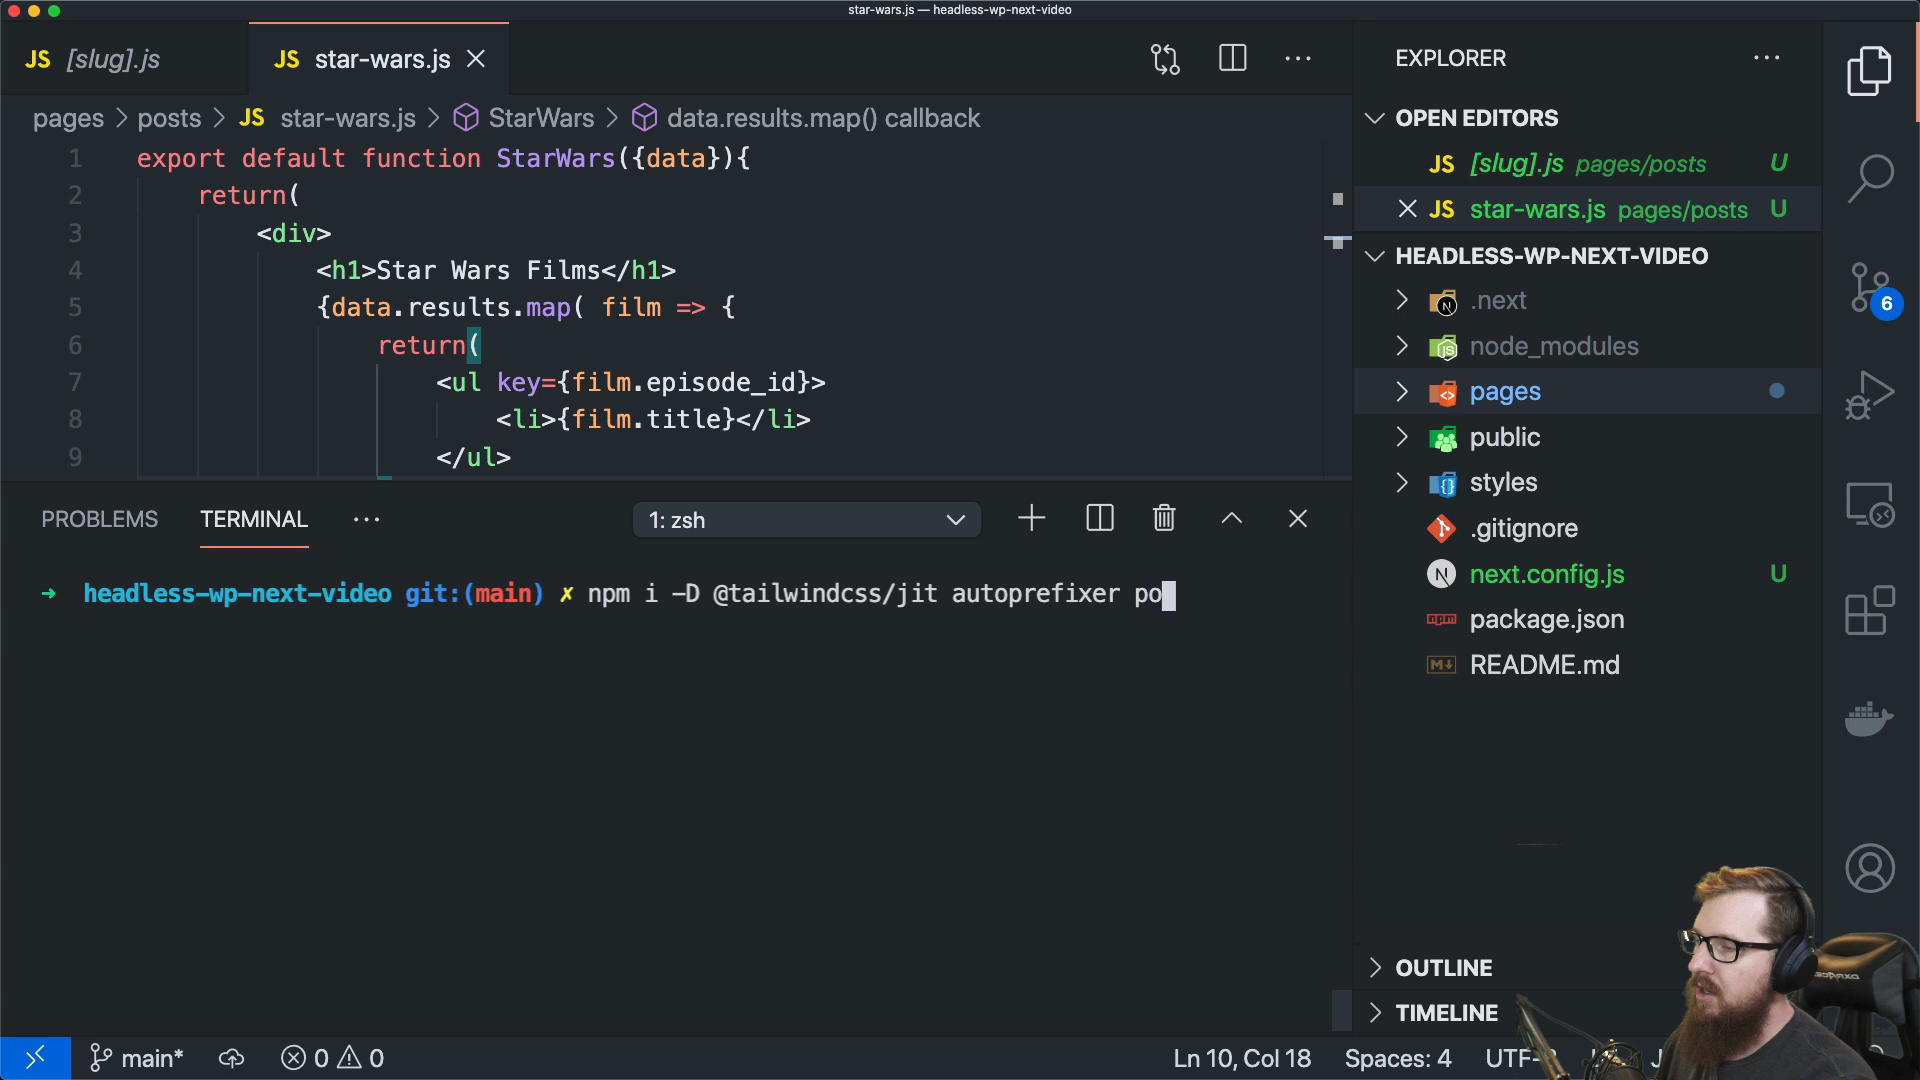 star-wars.js — headless-wp-next-video
JS [slug].js
JS star-wars.js
pages > posts > JS star-wars.js > StarWars > data.results.map() callback
1 export default function StarWars({data}){
2 return(
3 <div>
4 <h1>Star Wars Films</h1>
5 {data.results.map( film => {
6 return(
7 <ul key={film.episode_id}>
8 <li>{film.title}</li>
9 </ul>
PROBLEMS TERMINAL ...
1: zsh
→ headless-wp-next-video git:(main) ✗ npm i -D @tailwindcss/jit autoprefixer po
EXPLORER
OPEN EDITORS
JS [slug].js pages/posts U
JS star-wars.js pages/posts U
HEADLESS-WP-NEXT-VIDEO
.next
node_modules
pages
public
styles
.gitignore
next.config.js U
package.json
README.md
OUTLINE
TIMELINE
6
main* 0 0
Ln 10, Col 18 Spaces: 4